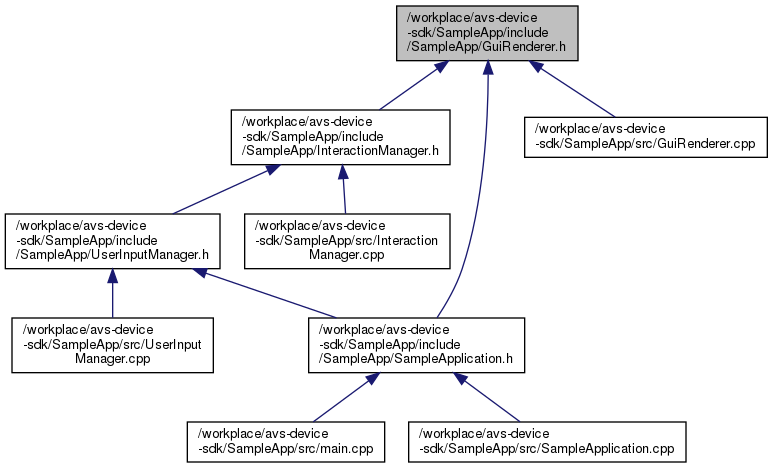 /workplace/avs-device
-sdk/SampleApp/include
/SampleApp/GuiRenderer.h
/workplace/avs-device
-sdk/SampleApp/include
/SampleApp/InteractionManager.h
/workplace/avs-device
-sdk/SampleApp/src/GuiRenderer.cpp
/workplace/avs-device
-sdk/SampleApp/include
/SampleApp/UserInputManager.h
/workplace/avs-device
-sdk/SampleApp/src/Interaction
Manager.cpp
/workplace/avs-device
-sdk/SampleApp/src/UserInput
Manager.cpp
/workplace/avs-device
-sdk/SampleApp/include
/SampleApp/SampleApplication.h
/workplace/avs-device
-sdk/SampleApp/src/main.cpp
/workplace/avs-device
-sdk/SampleApp/src/SampleApplication.cpp